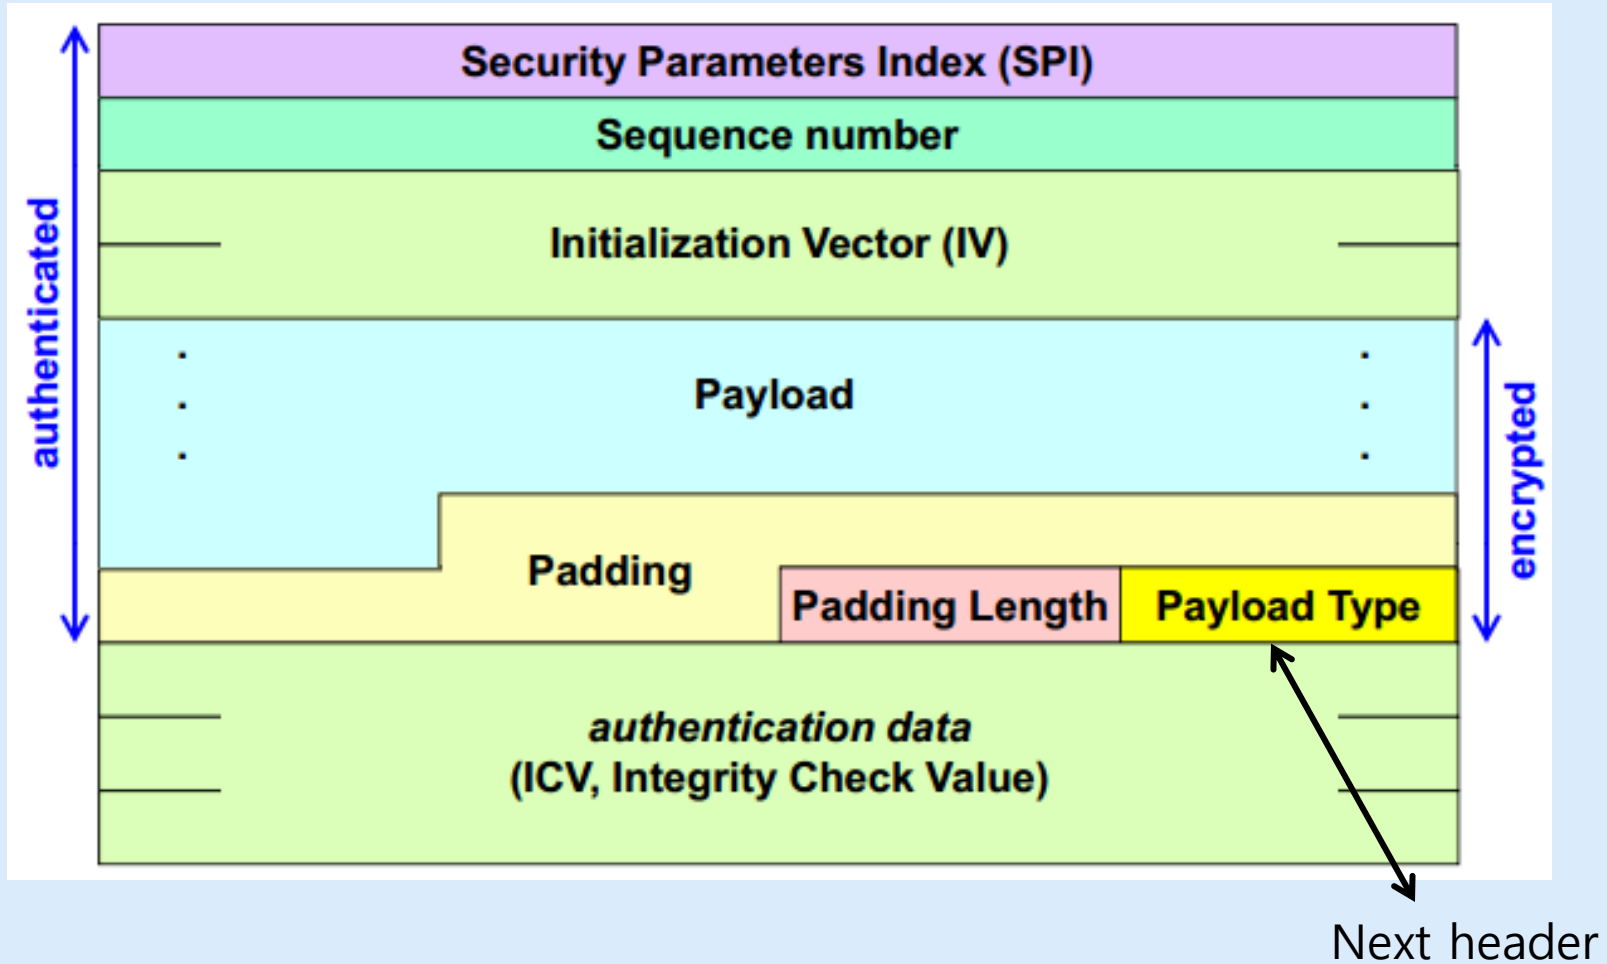 Security Parameters Index (SPI)
Sequence number
authenticated
Initialization Vector (IV)
Payload
encrypted
Padding
Padding Length
Payload Type
authentication data
(ICV, Integrity Check Value)
Next header